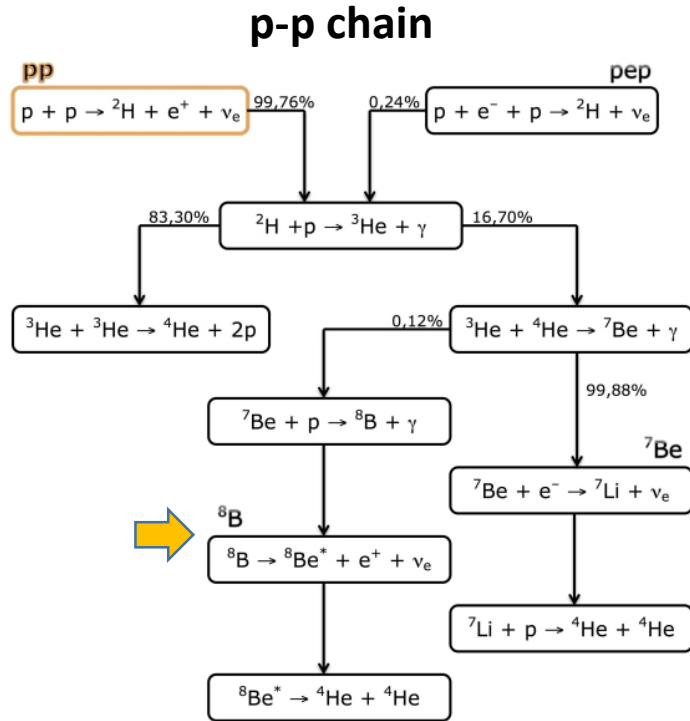 p-p chain
pp
pep
p + p → ²H + e⁺ + νₑ
99,76%
0,24%
p + e⁻ + p → ²H + νₑ
83,30%
²H +p → ³He + γ
16,70%
³He + ³He → ⁴He + 2p
0,12%
³He + ⁴He → ⁷Be + γ
99,88%
⁷Be + p → ⁸B + γ
⁷Be
⁷Be + e⁻ → ⁷Li + νₑ
⁸B
⁸B → ⁸Be* + e⁺ + νₑ
⁷Li + p → ⁴He + ⁴He
⁸Be* → ⁴He + ⁴He